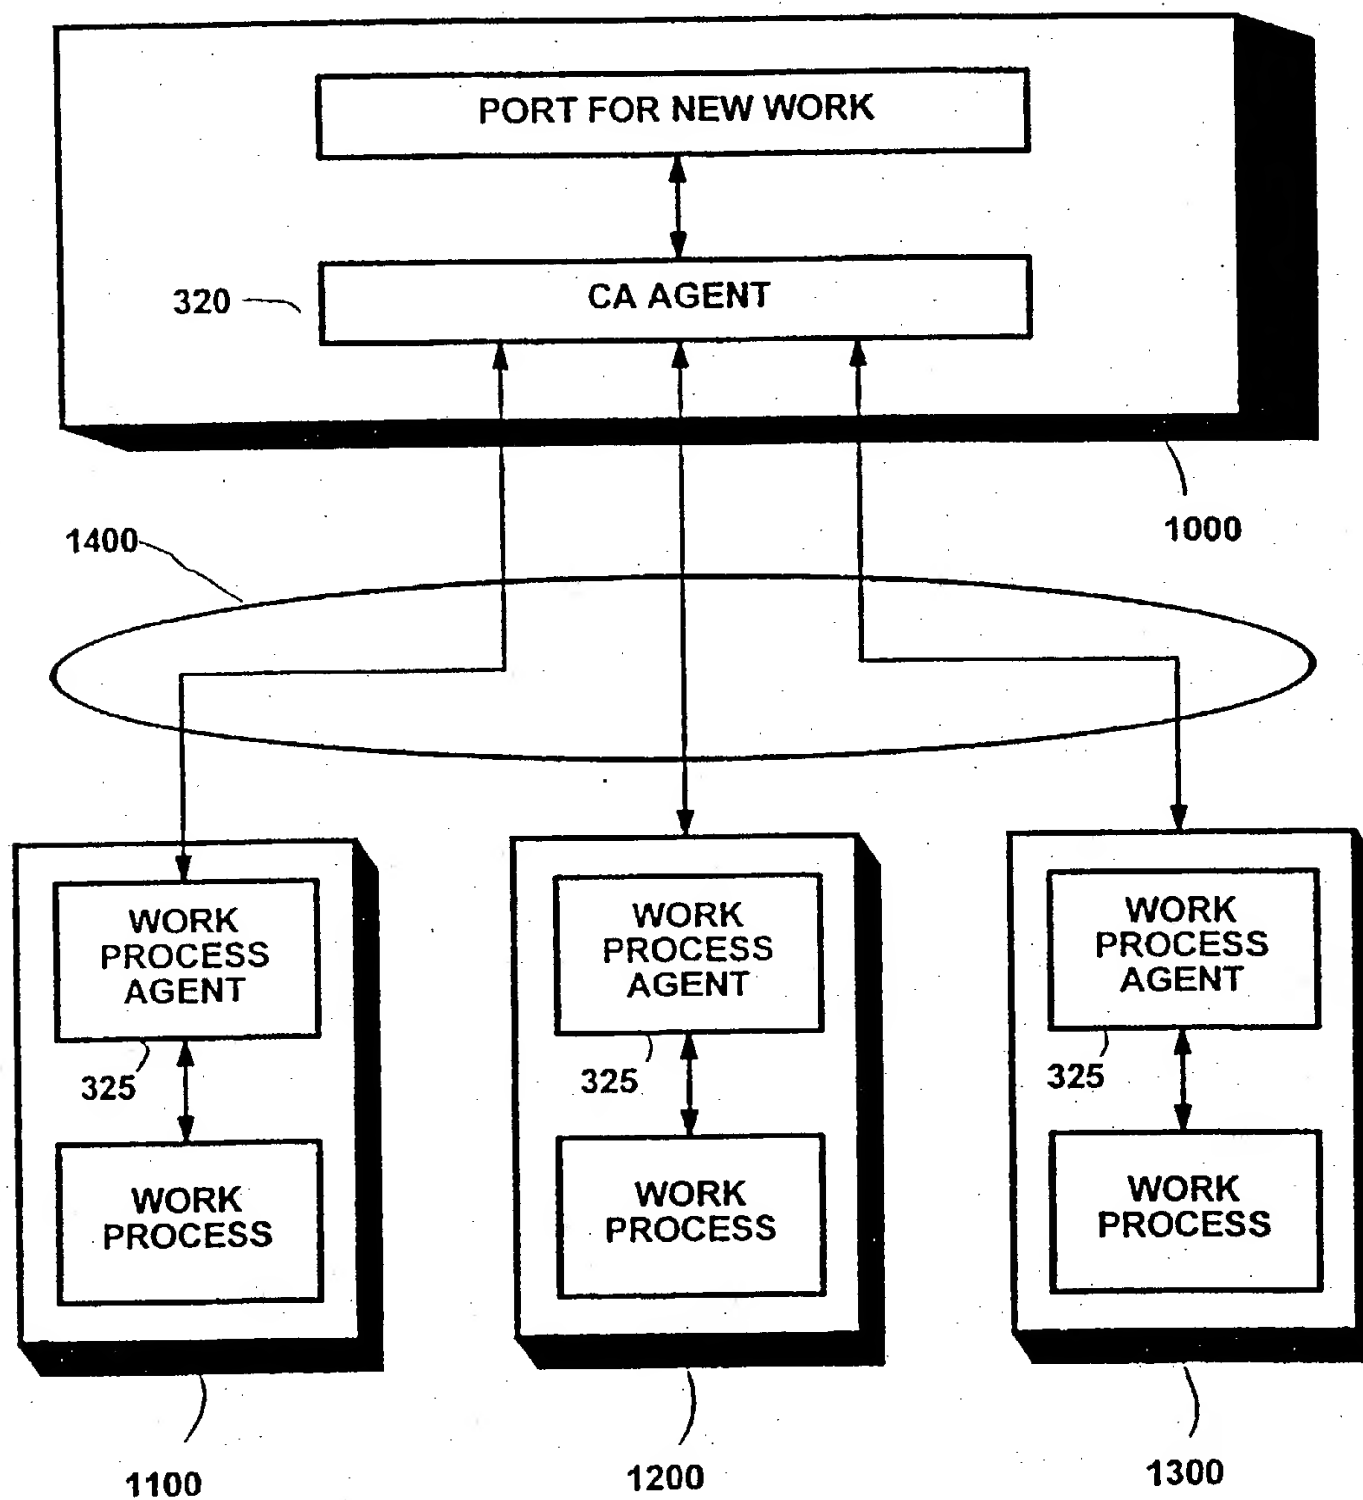 PORT FOR NEW WORK
CA AGENT
320
1000
1400
WORK
PROCESS
AGENT
325
WORK
PROCESS
1100
WORK
PROCESS
AGENT
325
WORK
PROCESS
1200
WORK
PROCESS
AGENT
325
WORK
PROCESS
1300